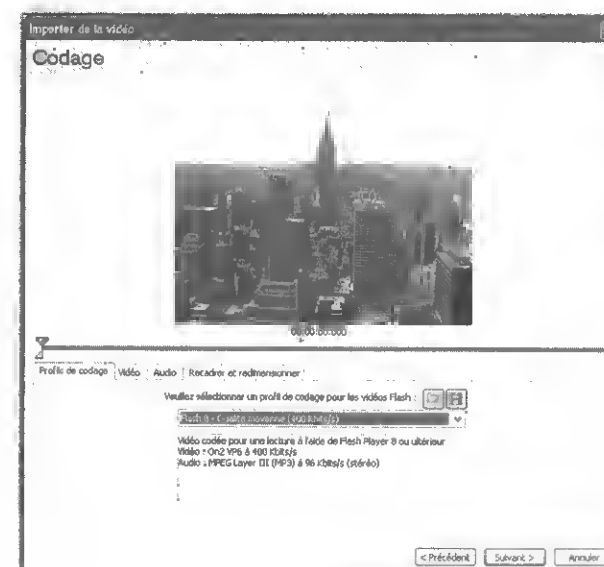 Importer de la vidéo
Codage
00:00:00.000
Profils de codage Vidéo Audio Recadrer et redimensionner
Veuillez sélectionner un profil de codage pour les vidéos Flash :
Flash 8 - Qualité moyenne (400 Kbits/s)
Vidéo codée pour une lecture à l'aide de Flash Player 8 ou ultérieur
Vidéo : On2 VP6 à 400 Kbits/s
Audio : MPEG Layer III (MP3) à 96 Kbits/s (stéréo)
< Précédent Suivant > Annuler